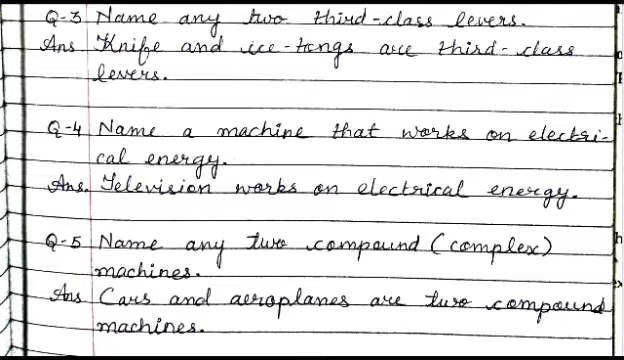 Q-3 Name any two third-class levers.
Ans Knife and ice-tongs are third-class
levers.
Q-4 Name a machine that works on electri-
cal energy.
Ans. Television works on electrical energy.
Q-5 Name any two compound (complex)
machines.
Ans Cars and aeroplanes are two compound
machines.